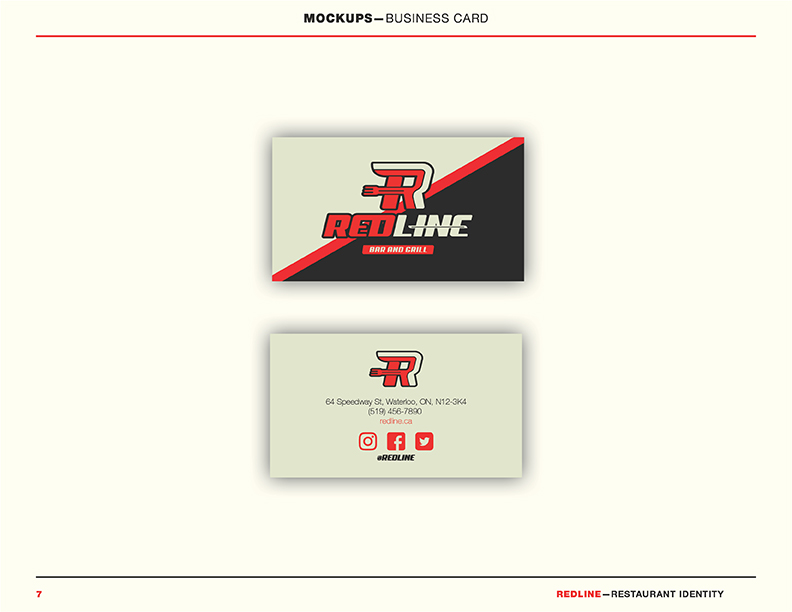 MOCKUPS—BUSINESS CARD
R
REDLINE
BAR AND GRILL
R
64 Speedway St, Waterloo, ON, N12-3K4
(519) 456-7890
redline.ca
@REDLINE
7
REDLINE—RESTAURANT IDENTITY